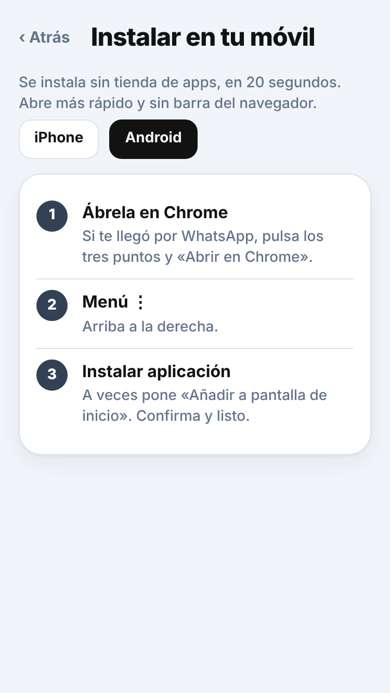 ‹ Atrás Instalar en tu móvil
Se instala sin tienda de apps, en 20 segundos.
Abre más rápido y sin barra del navegador.
iPhone Android
1 Ábrela en Chrome
Si te llegó por WhatsApp, pulsa los
tres puntos y «Abrir en Chrome».
2 Menú ⋮
Arriba a la derecha.
3 Instalar aplicación
A veces pone «Añadir a pantalla de
inicio». Confirma y listo.